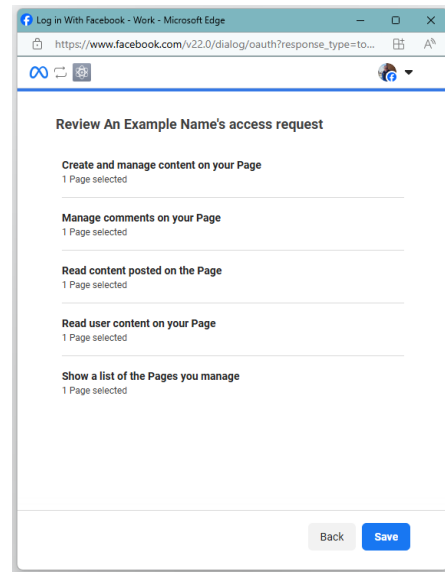 Log in With Facebook - Work - Microsoft Edge
https://www.facebook.com/v22.0/dialog/oauth?response_type=to...
Review An Example Name's access request
Create and manage content on your Page
1 Page selected
Manage comments on your Page
1 Page selected
Read content posted on the Page
1 Page selected
Read user content on your Page
1 Page selected
Show a list of the Pages you manage
1 Page selected
Back Save